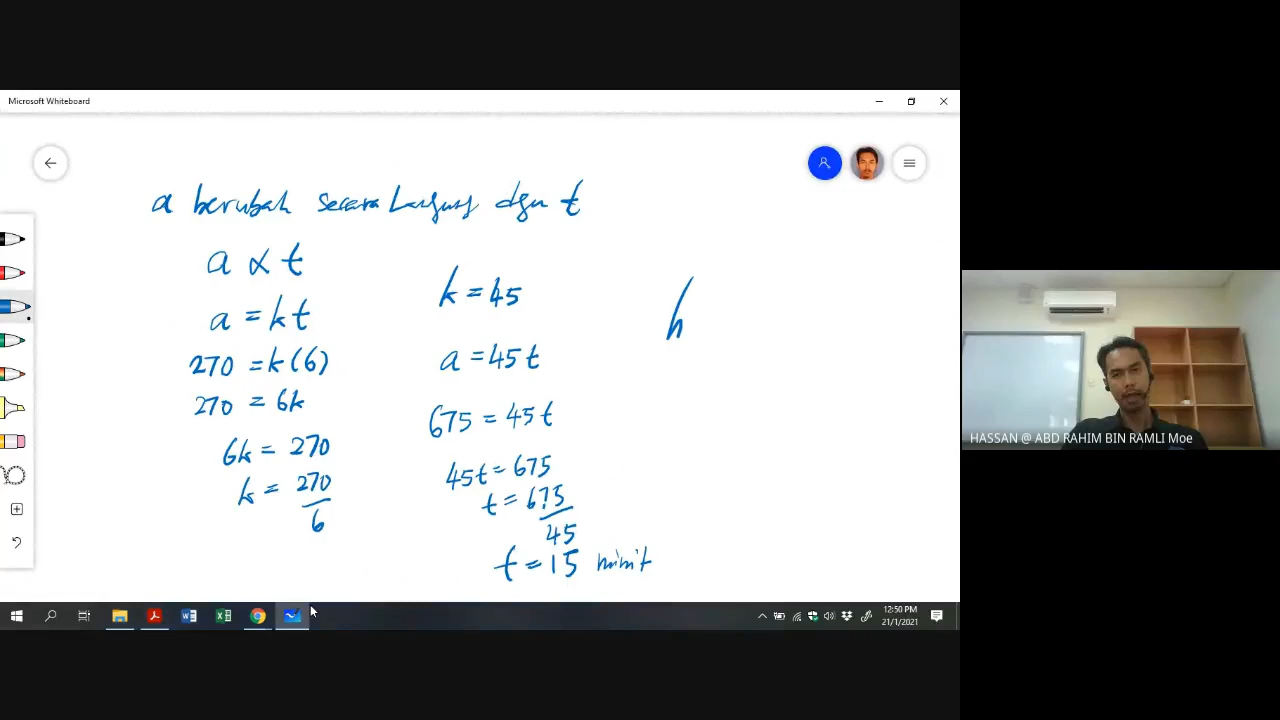 Microsoft Whiteboard
a berubah secara Langsung dgn t
a ∝ t
a = kt
270 = k(6)
270 = 6k
6k = 270
k = 270
6
k = 45
a = 45t
675 = 45t
45t = 675
t = 675
45
t = 15 minit
h
HASSAN @ ABD RAHIM BIN RAMLI Moe
12:50 PM
21/1/2021